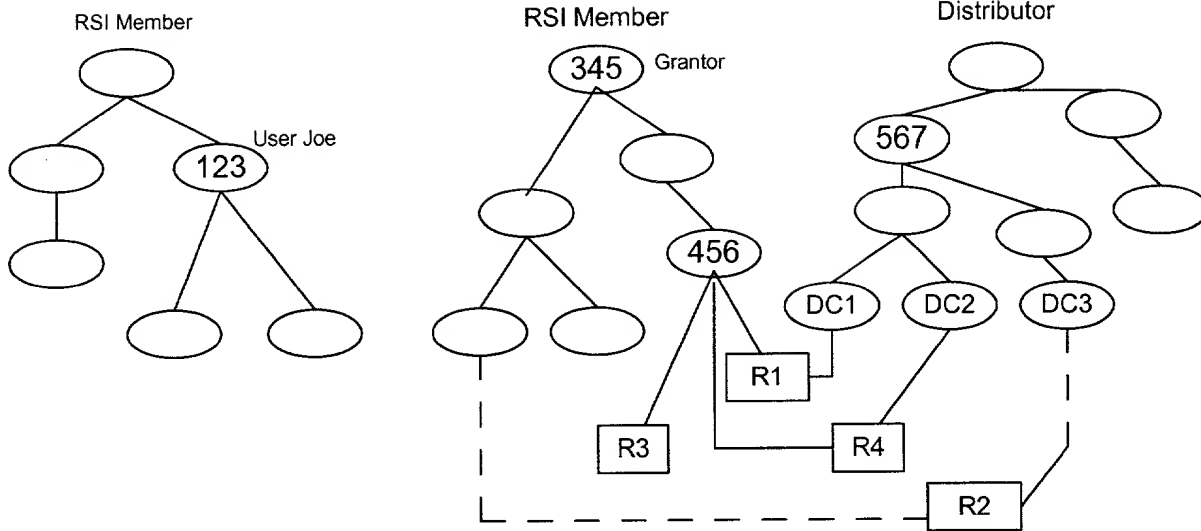 RSI Member
RSI Member
Distributor
345
Grantor
User Joe
123
567
456
DC1
DC2
DC3
R1
R3
R4
R2